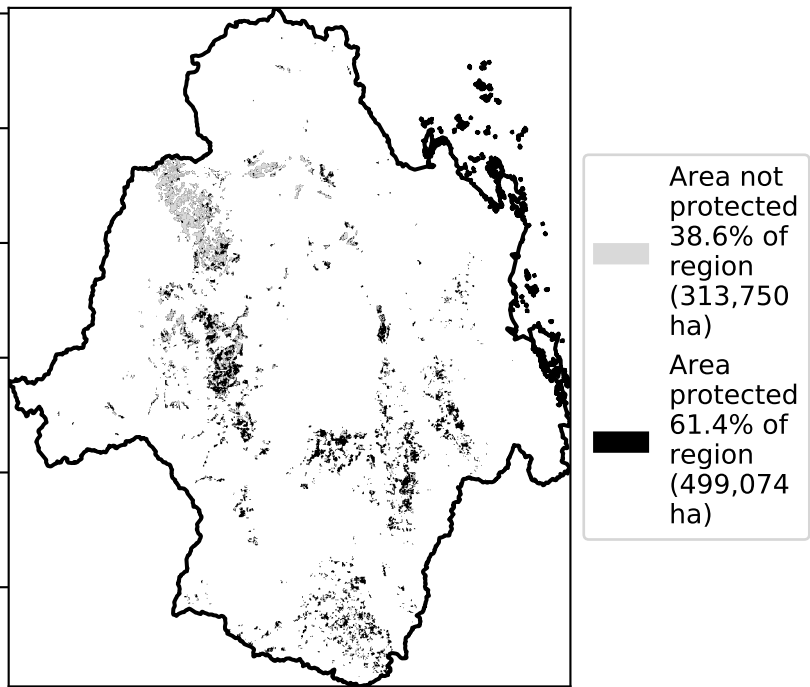 Area not
protected
38.6% of
region
(313,750
ha)
Area
protected
61.4% of
region
(499,074
ha)